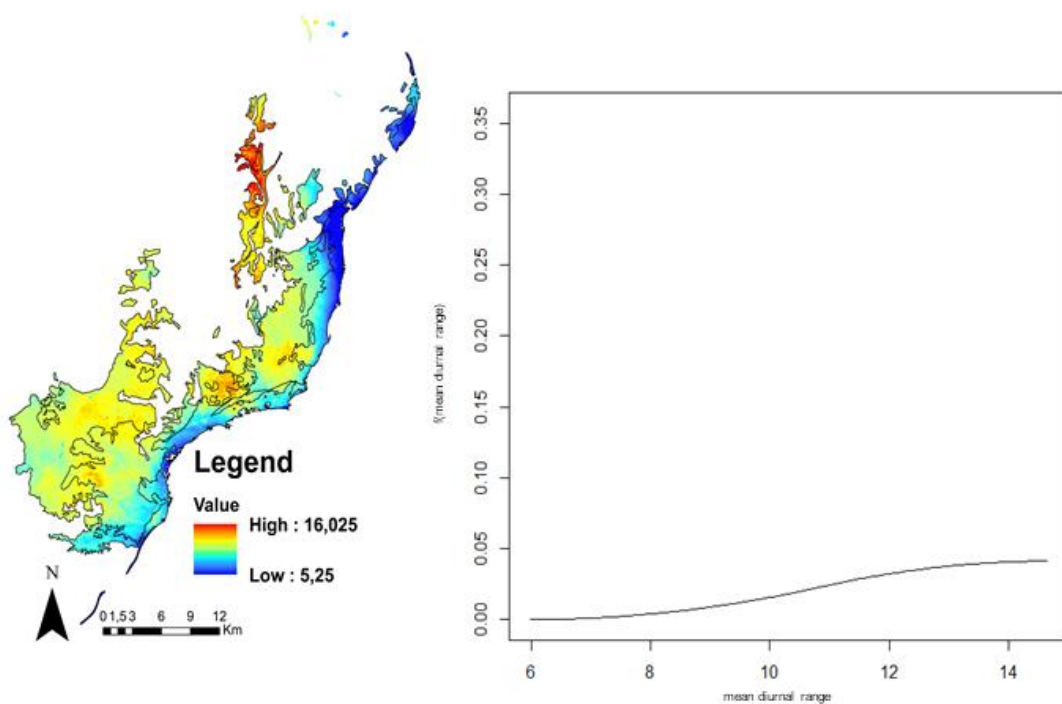 Legend
Value
High : 16,025
Low : 5,25
N
0 1,5 3 6 9 12
Km
0.35
0.30
0.25
0.20
0.15
0.10
0.05
0.00
f(mean diurnal range)
6 8 10 12 14
mean diurnal range